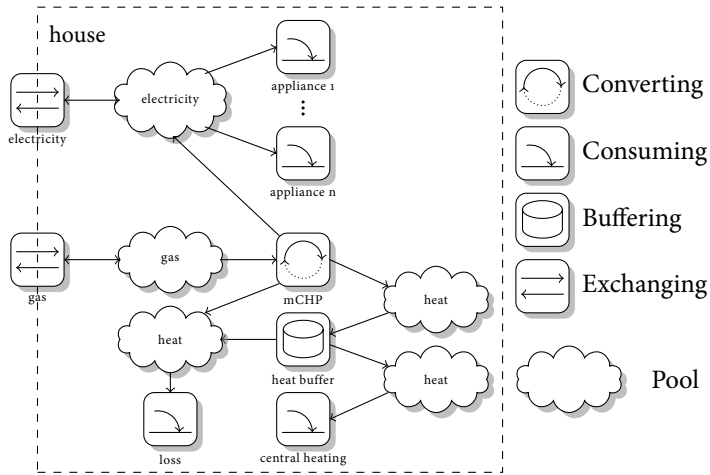 house
electricity
electricity
appliance 1
appliance n
gas
gas
mCHP
heat
heat
heat buffer
heat
loss
central heating
Converting
Consuming
Buffering
Exchanging
Pool